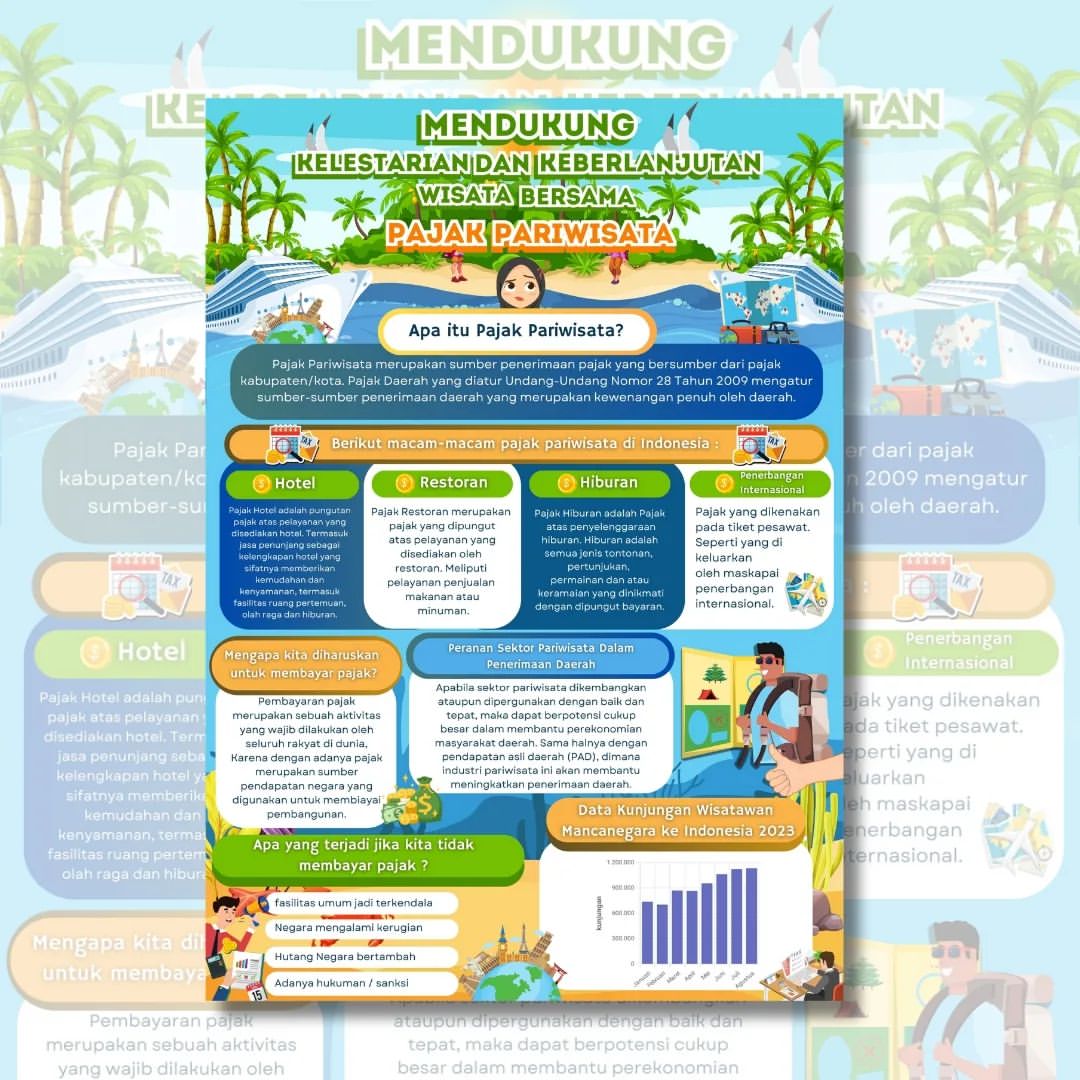 MENDUKUNG
KELESTARIAN DAN KEBERLANJUTAN
WISATA BERSAMA
PAJAK PARIWISATA
Apa itu Pajak Pariwisata?
Pajak Pariwisata merupakan sumber penerimaan pajak yang bersumber dari pajak
kabupaten/kota. Pajak Daerah yang diatur Undang-Undang Nomor 28 Tahun 2009 mengatur
sumber-sumber penerimaan daerah yang merupakan kewenangan penuh oleh daerah.
Berikut macam-macam pajak pariwisata di Indonesia :
TAX
TAX
Hotel
Pajak Hotel adalah pungutan
pajak atas pelayanan yang
disediakan hotel. Termasuk
jasa penunjang sebagai
kelengkapan hotel yang
sifatnya memberikan
kemudahan dan
kenyamanan, termasuk
fasilitas ruang pertemuan,
olah raga dan hiburan.
Restoran
Pajak Restoran merupakan
pajak yang dipungut
atas pelayanan yang
disediakan oleh
restoran. Meliputi
pelayanan penjualan
makanan atau
minuman.
Hiburan
Pajak Hiburan adalah Pajak
atas penyelenggaraan
hiburan. Hiburan adalah
semua jenis tontonan,
pertunjukan,
permainan dan atau
keramaian yang dinikmati
dengan dipungut bayaran.
Penerbangan
Internasional
Pajak yang dikenakan
pada tiket pesawat.
Seperti yang di
keluarkan
oleh maskapai
penerbangan
internasional.
Mengapa kita diharuskan
untuk membayar pajak?
Pembayaran pajak
merupakan sebuah aktivitas
yang wajib dilakukan oleh
seluruh rakyat di dunia,
Karena dengan adanya pajak
merupakan sumber
pendapatan negara yang
digunakan untuk membiayai
pembangunan.
Peranan Sektor Pariwisata Dalam
Penerimaan Daerah
Apabila sektor pariwisata dikembangkan
ataupun dipergunakan dengan baik dan
tepat, maka dapat berpotensi cukup
besar dalam membantu perekonomian
masyarakat daerah. Sama halnya dengan
pendapatan asli daerah (PAD), dimana
industri pariwisata ini akan membantu
meningkatkan penerimaan daerah.
Apa yang terjadi jika kita tidak
membayar pajak ?
fasilitas umum jadi terkendala
Negara mengalami kerugian
Hutang Negara bertambah
Adanya hukuman / sanksi
15
Data Kunjungan Wisatawan
Mancanegara ke Indonesia 2023
kunjungan
1.200.000
900.000
600.000
300.000
0
Januari
Februari
Maret
April
Mei
Juni
Juli
Agustus
MENDUKUNG
TAN
Pajak Par
kabupaten/ko
sumber-su
er dari pajak
2009 mengatur
h oleh daerah.
TAX
Hotel
Pajak Hotel adalah pun
pajak atas pelayanan
disediakan hotel. Term
jasa penunjang seba
kelengkapan hotel y
sifatnya memberik
kemudahan dan
kenyamanan, terma
fasilitas ruang pertem
olah raga dan hibur
Penerbangan
Internasional
ajak yang dikenakan
ada tiket pesawat.
eperti yang di
eluarkan
leh maskapai
enerbangan
ternasional.
Mengapa kita di
untuk membaya
Pembayaran pajak
merupakan sebuah aktivitas
yang wajib dilakukan oleh
ataupun dipergunakan dengan baik dan
tepat, maka dapat berpotensi cukup
besar dalam membantu perekonomian